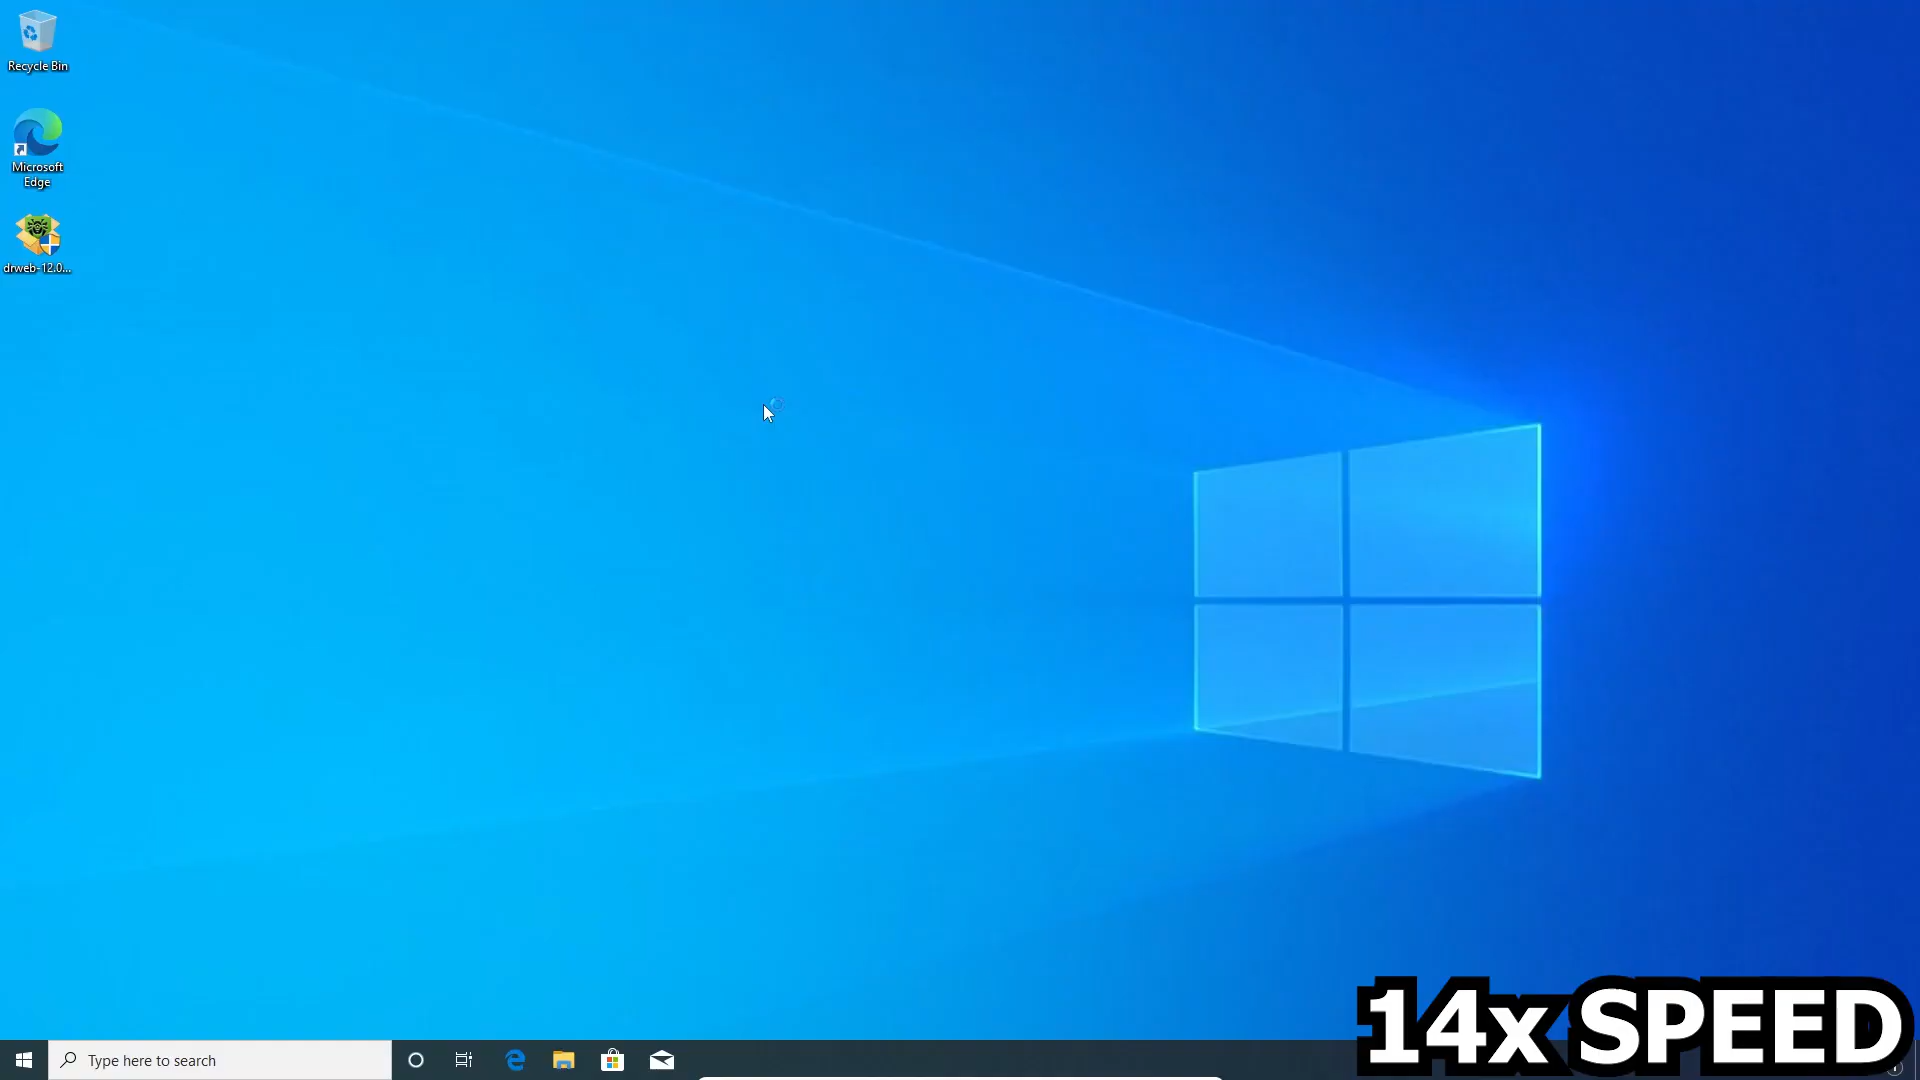 Recycle Bin
Microsoft
Edge
drweb-12.0...
Type here to search
14x SPEED